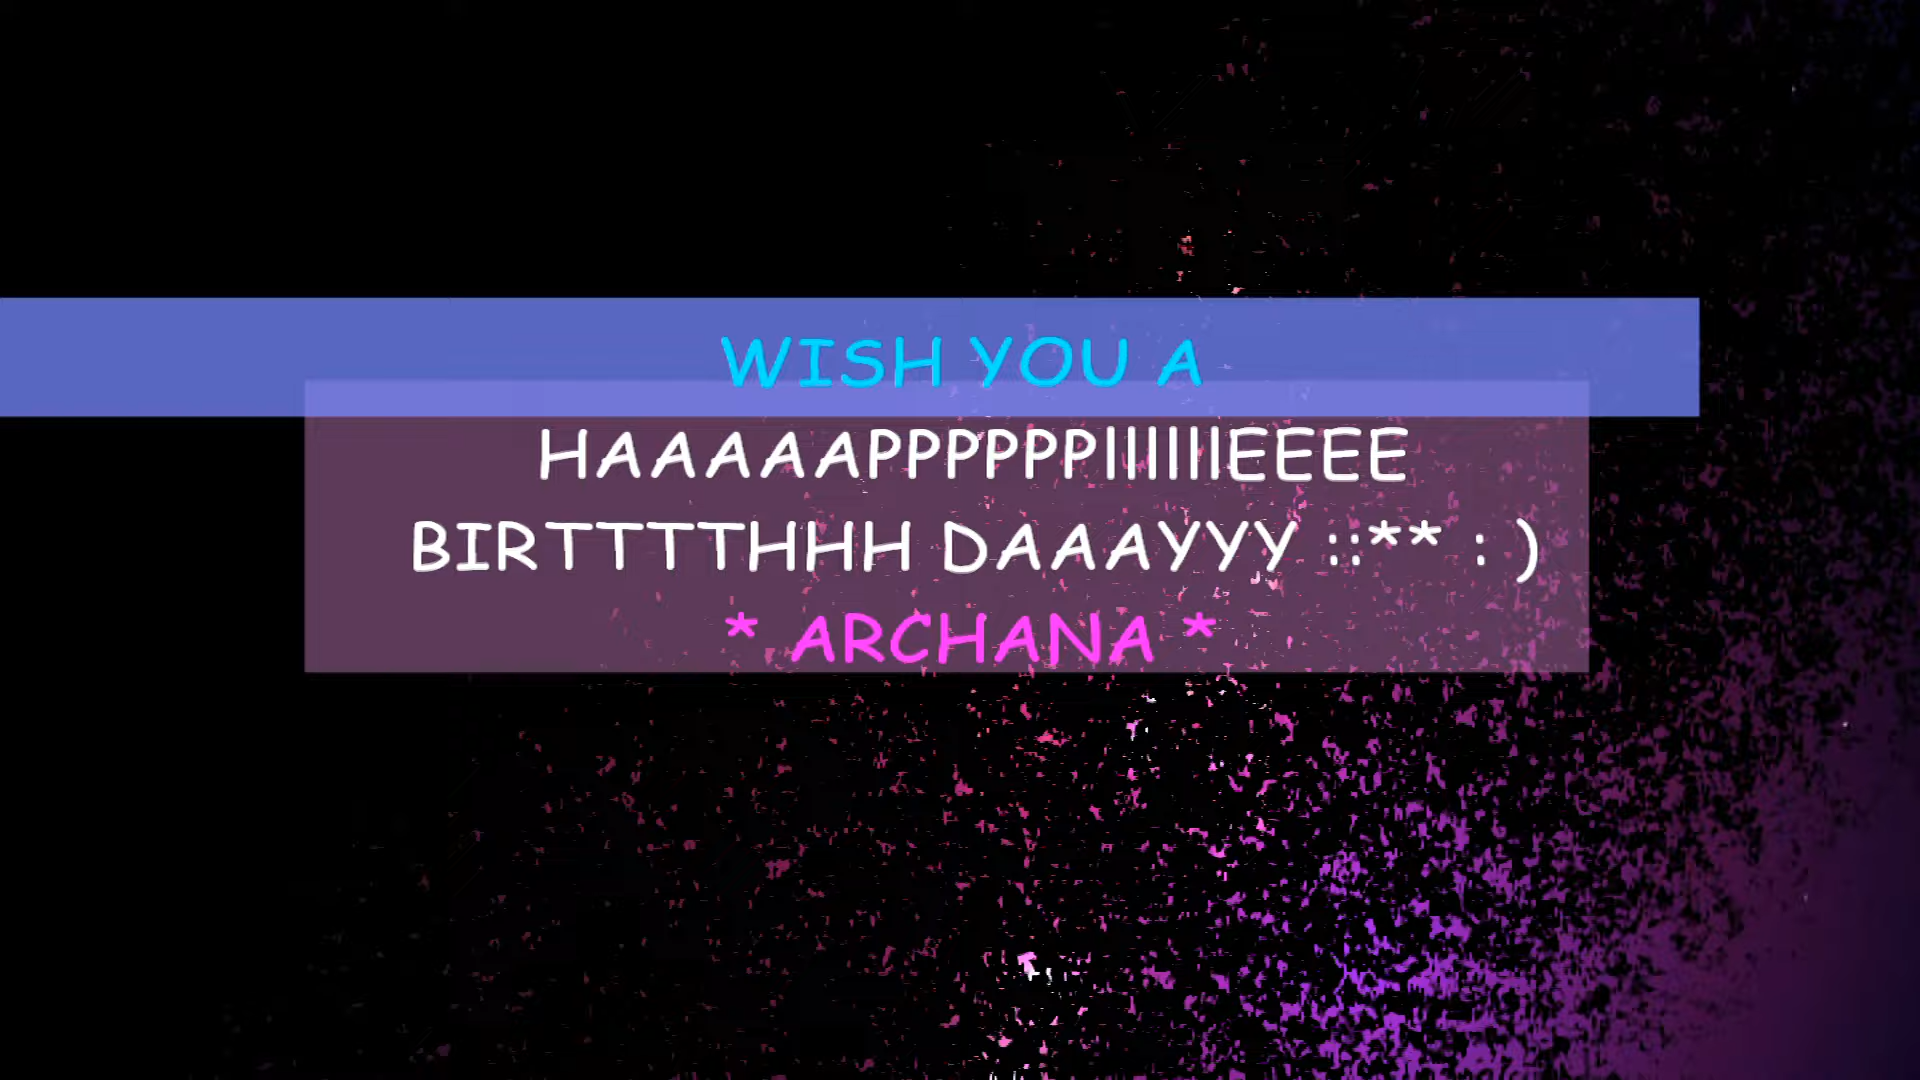 WISH YOU A
HAAAAAPPPPPPIIIIIIEEEE
BIRTTTTHHH DAAAYYY ::** : )
* ARCHANA *